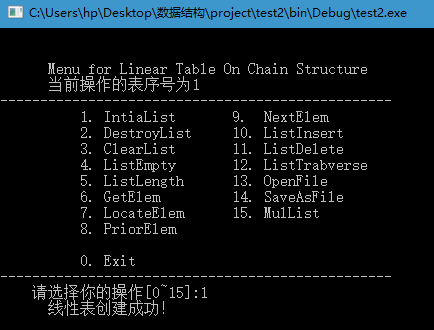 C:\Users\hp\Desktop\数据结构\project\test2\bin\Debug\test2.exe
Menu for Linear Table On Chain Structure
当前操作的表序号为1
-------------------------------------------------
1. IntiaList 9. NextElem
2. DestroyList 10. ListInsert
3. ClearList 11. ListDelete
4. ListEmpty 12. ListTrabverse
5. ListLength 13. OpenFile
6. GetElem 14. SaveAsFile
7. LocateElem 15. MulList
8. PriorElem
0. Exit
-------------------------------------------------
请选择你的操作[0~15]:1
线性表创建成功!